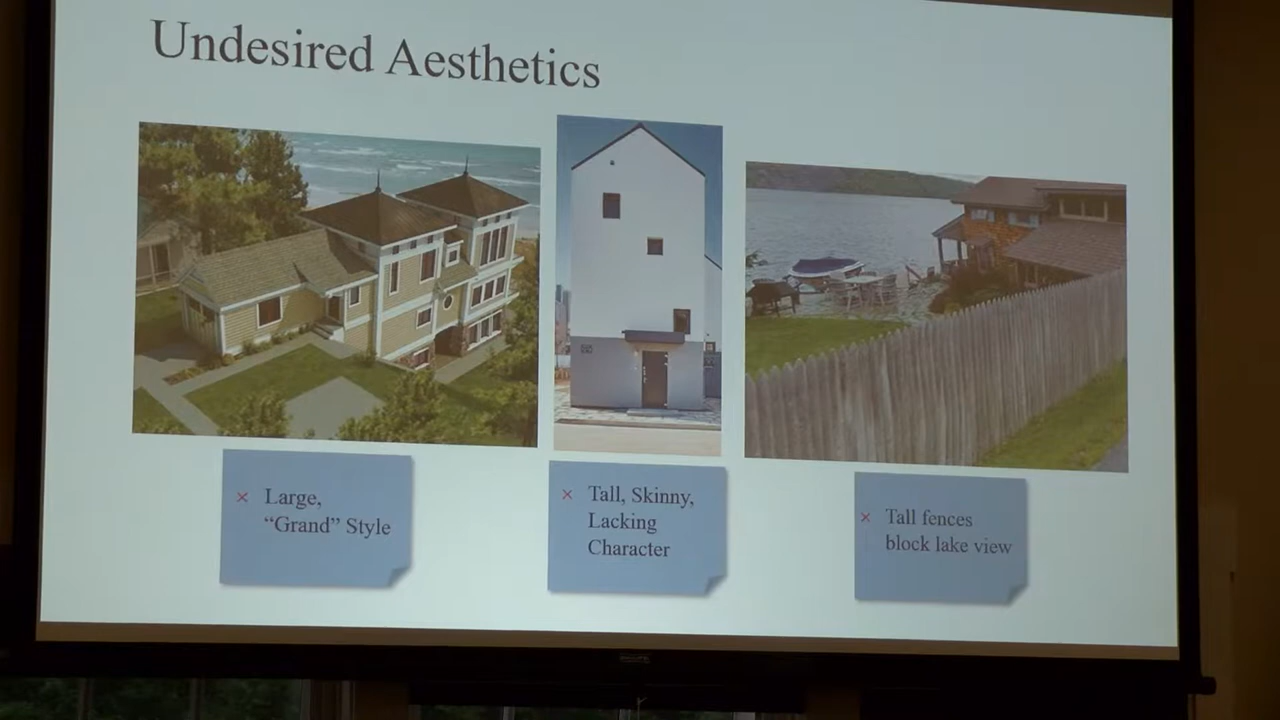 Undesired Aesthetics
× Large,
“Grand” Style
× Tall, Skinny,
Lacking
Character
× Tall fences
block lake view